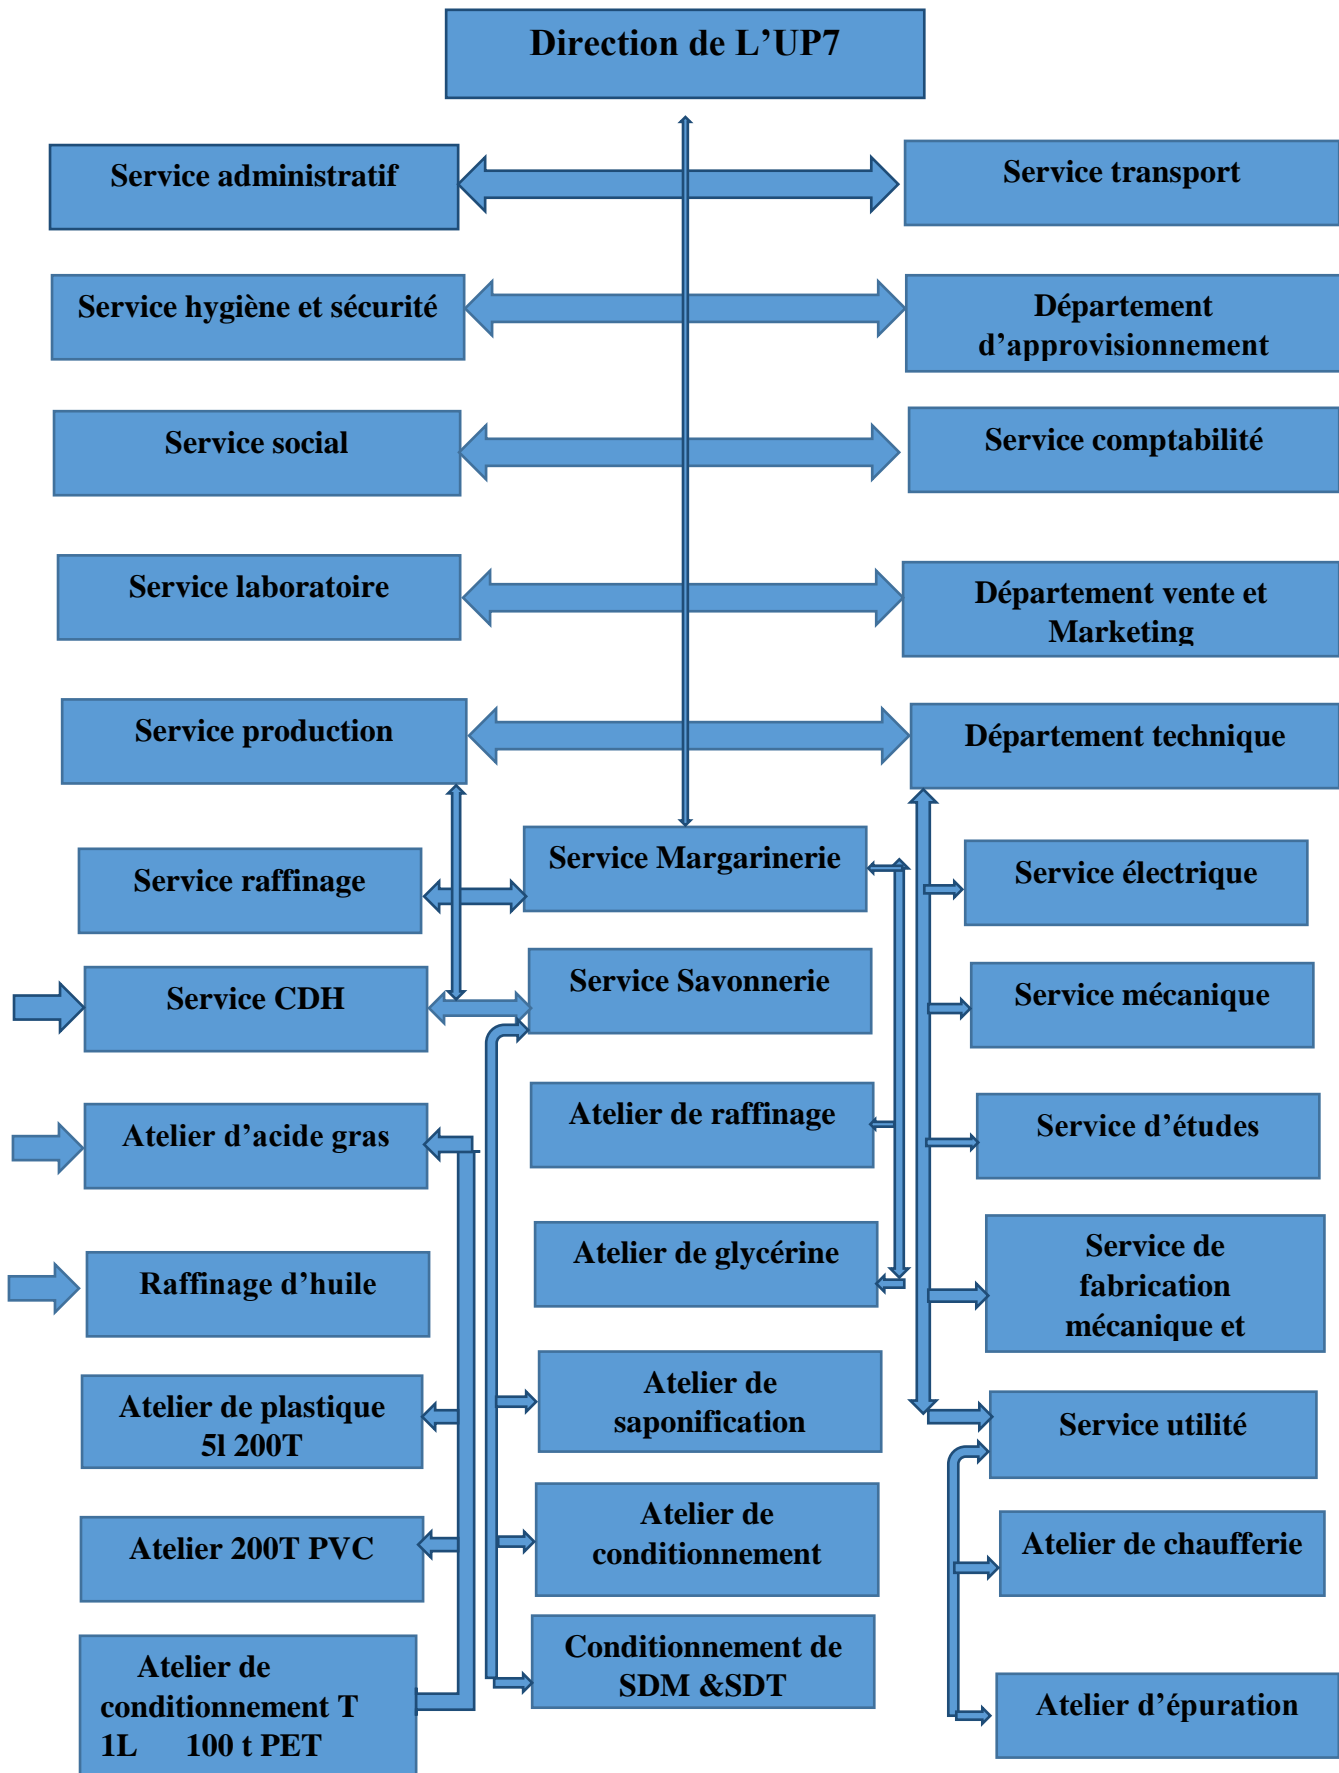 Direction de L’UP7
Service administratif
Service transport
Service hygiène et sécurité
Département
d’approvisionnement
Service social
Service comptabilité
Service laboratoire
Département vente et
Marketing
Service production
Département technique
Service raffinage
Service Margarinerie
Service électrique
Service CDH
Service Savonnerie
Service mécanique
Atelier d’acide gras
Atelier de raffinage
Service d’études
Raffinage d’huile
Atelier de glycérine
Service de
fabrication
mécanique et
Atelier de plastique
5l 200T
Atelier de
saponification
Service utilité
Atelier 200T PVC
Atelier de
conditionnement
Atelier de chaufferie
Atelier de
conditionnement T
1L 100 t PET
Conditionnement de
SDM &SDT
Atelier d’épuration